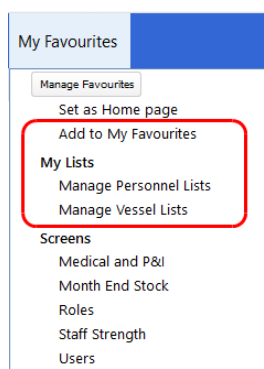 My Favourites
Manage Favourites
Set as Home page
Add to My Favourites
My Lists
Manage Personnel Lists
Manage Vessel Lists
Screens
Medical and P&I
Month End Stock
Roles
Staff Strength
Users